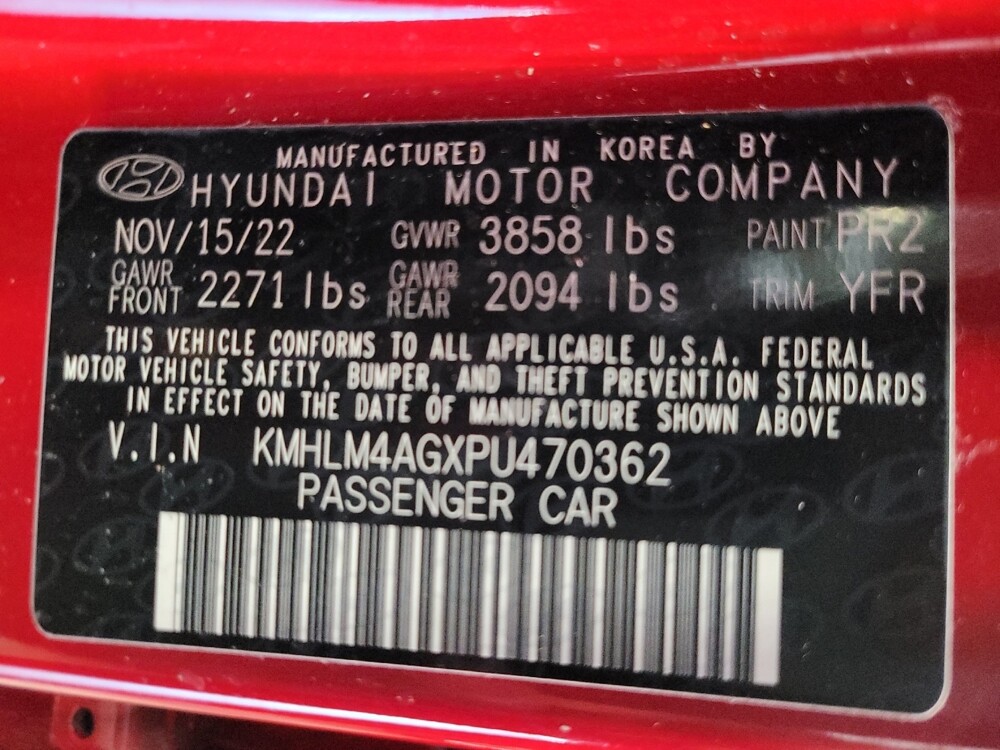 MANUFACTURED IN KOREA BY
HYUNDAI MOTOR COMPANY
NOV/15/22 GVWR 3858 lbs PAINT PR2
GAWR FRONT 2271 lbs GAWR REAR 2094 lbs TRIM YFR
THIS VEHICLE CONFORMS TO ALL APPLICABLE U.S.A. FEDERAL
MOTOR VEHICLE SAFETY, BUMPER, AND THEFT PREVENTION STANDARDS
IN EFFECT ON THE DATE OF MANUFACTURE SHOWN ABOVE
V.I.N KMHLM4AGXPU470362
PASSENGER CAR